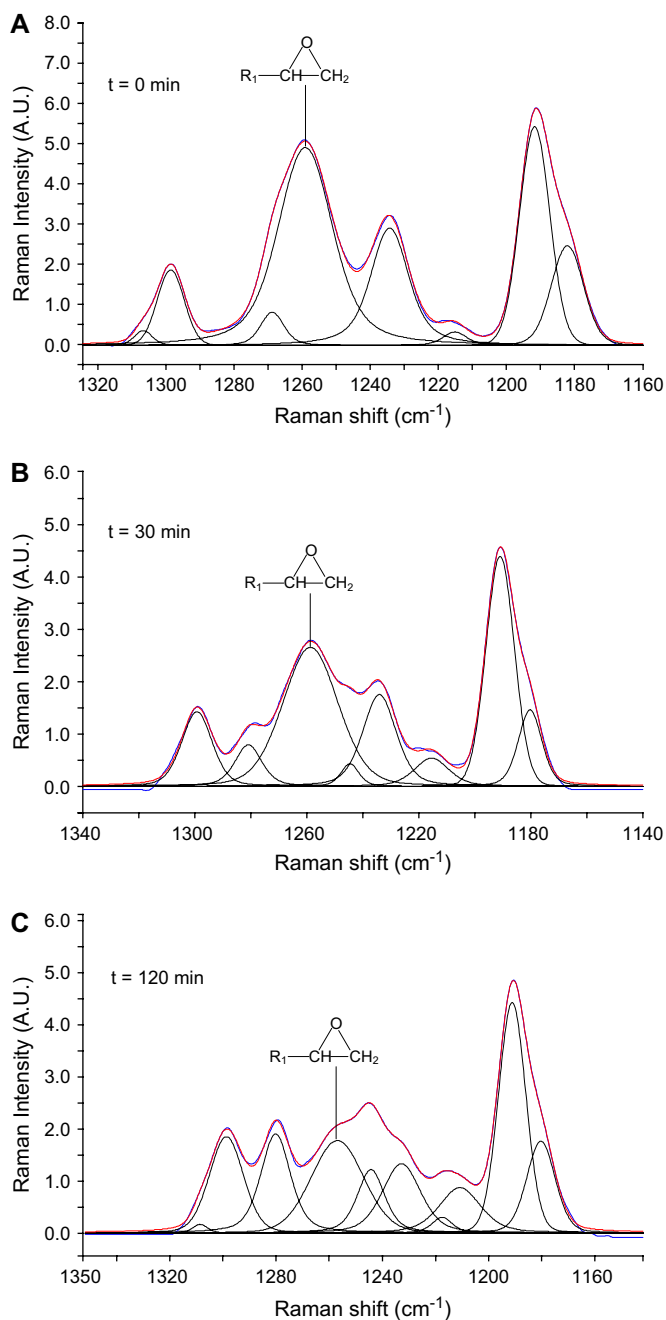 A
8.0
7.0
6.0
5.0
4.0
3.0
2.0
1.0
0.0
Raman Intensity (A.U.)
t = 0 min
O
R₁ CH CH₂
1320 1300 1280 1260 1240 1220 1200 1180 1160
Raman shift (cm⁻¹)
B
6.0
5.0
4.0
3.0
2.0
1.0
0.0
Raman Intensity (A.U.)
t = 30 min
O
R₁ CH CH₂
1340 1300 1260 1220 1180 1140
Raman shift (cm⁻¹)
C
6.0
5.0
4.0
3.0
2.0
1.0
0.0
Raman Intensity (A.U.)
t = 120 min
O
R₁ CH CH₂
1350 1320 1280 1240 1200 1160
Raman shift (cm⁻¹)